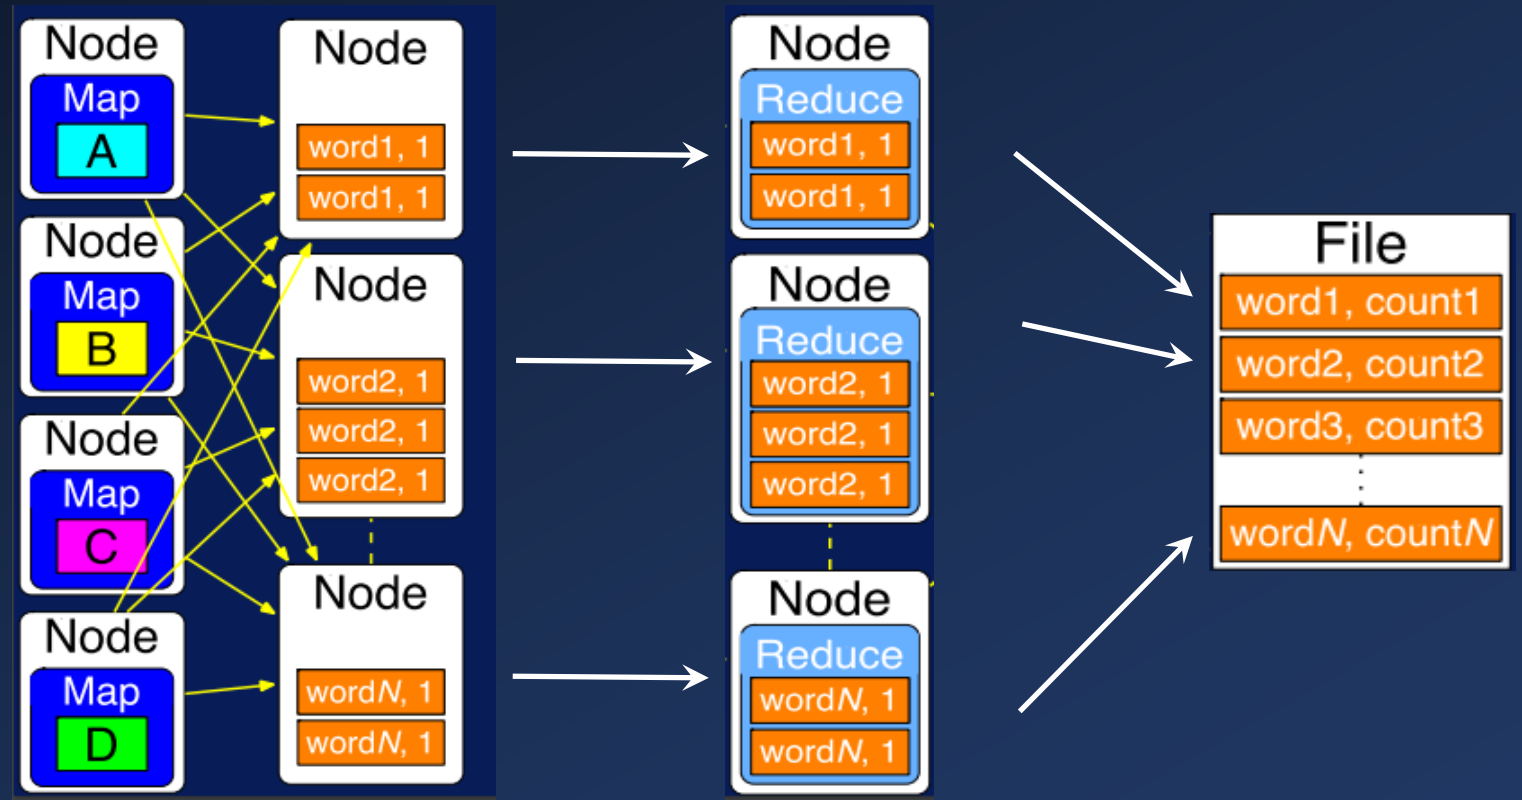 Node
Map
A
Node
Map
B
Node
Map
C
Node
Map
D
Node
word1, 1
word1, 1
Node
word2, 1
word2, 1
word2, 1
Node
wordN, 1
wordN, 1
Node
Reduce
word1, 1
word1, 1
Node
Reduce
word2, 1
word2, 1
word2, 1
Node
Reduce
wordN, 1
wordN, 1
File
word1, count1
word2, count2
word3, count3
wordN, countN